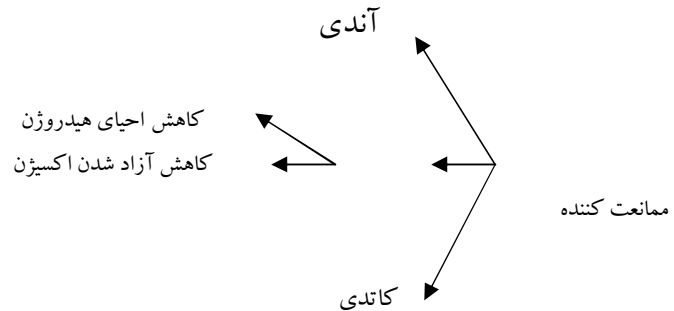 آندی
کاهش احیای هیدروژن
کاهش آزاد شدن اکسیژن
ممانعت کننده
کاتدی